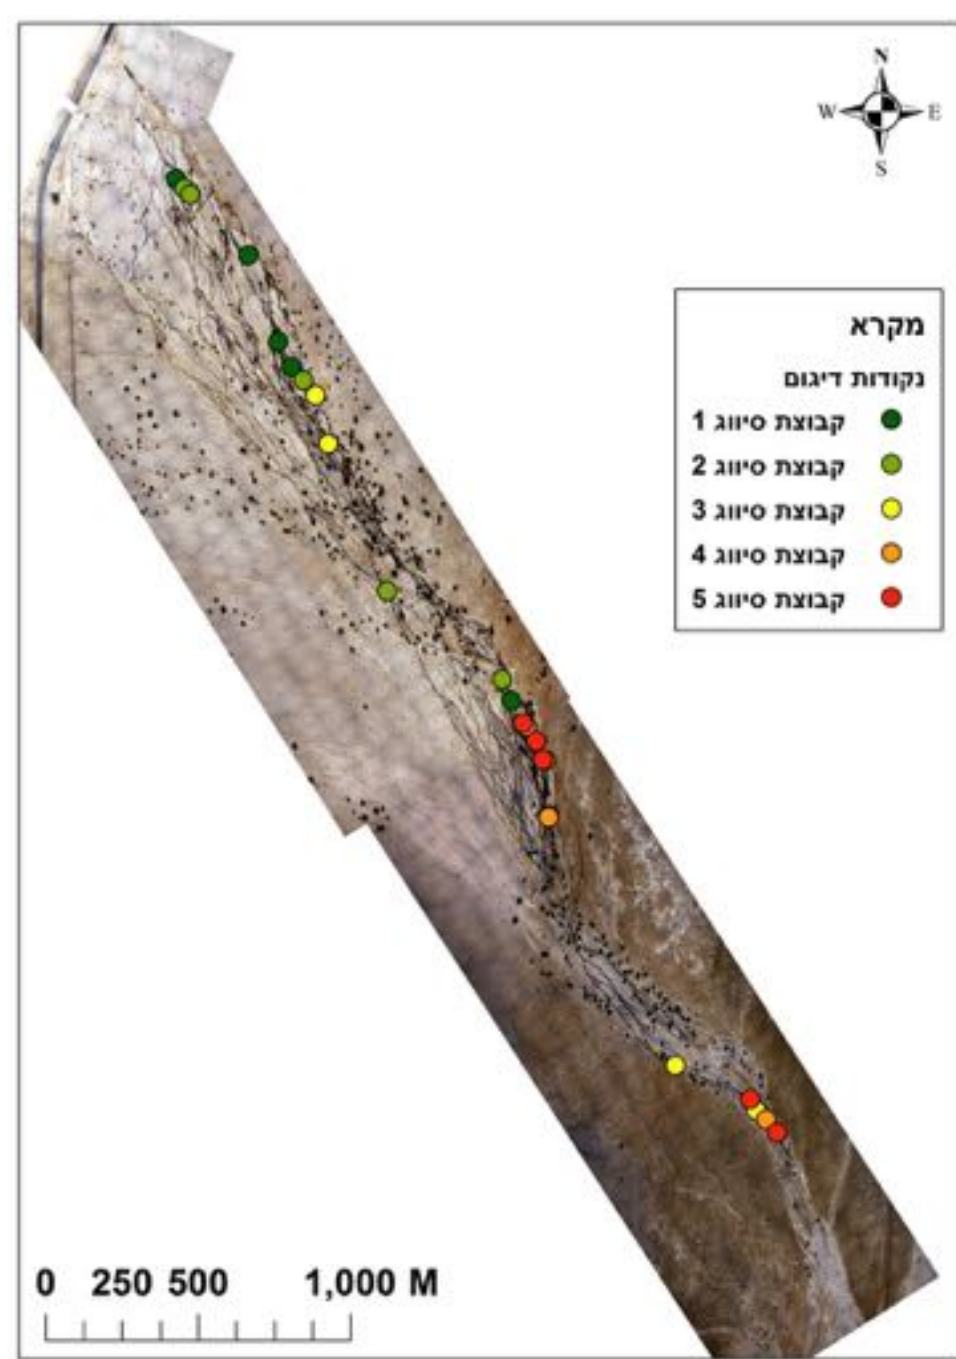 N
W E
S
מקרא
נקודות דיגום
קבוצת סיווג 1
קבוצת סיווג 2
קבוצת סיווג 3
קבוצת סיווג 4
קבוצת סיווג 5
0 250 500 1,000 M